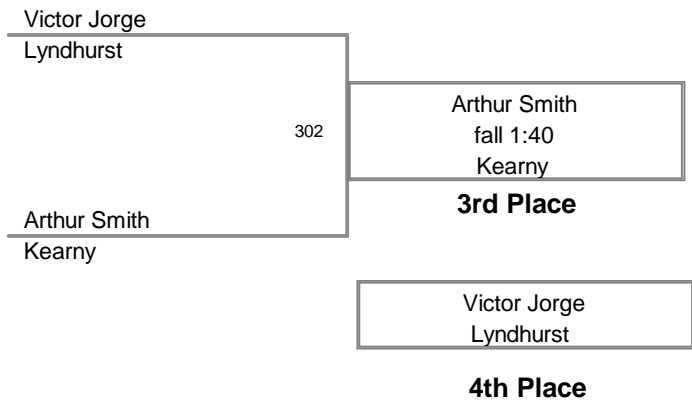 Victor Jorge
Lyndhurst
302
Arthur Smith
fall 1:40
Kearny
3rd Place
Arthur Smith
Kearny
Victor Jorge
Lyndhurst
4th Place